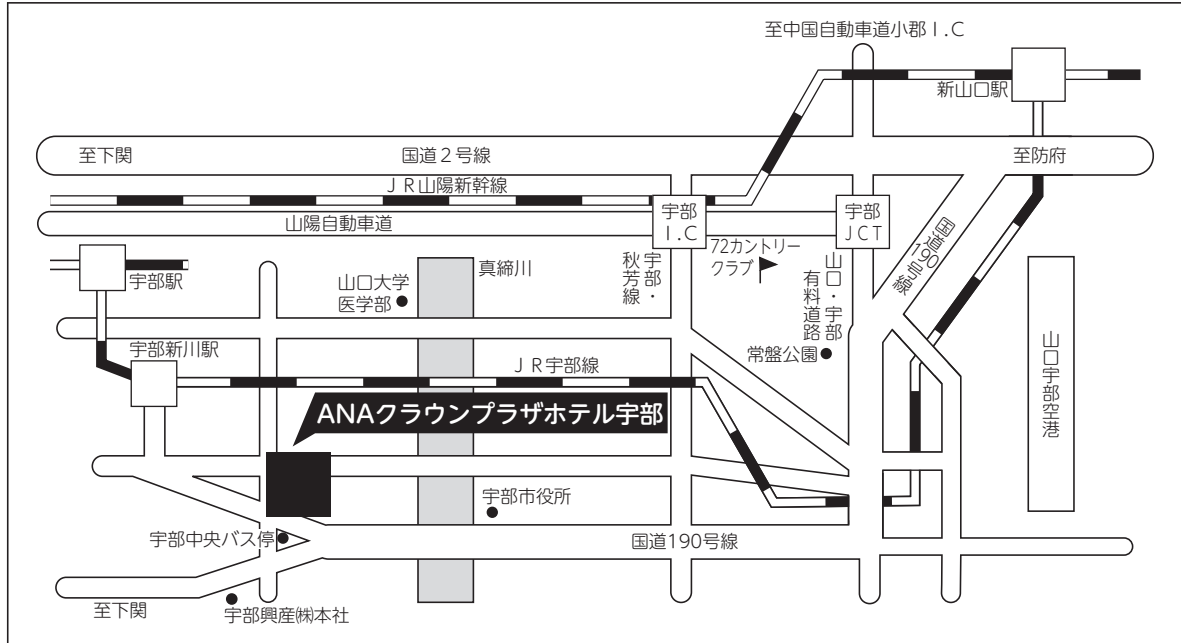 至中国自動車道小郡I.C
新山口駅
至下関
国道2号線
至防府
JR山陽新幹線
山陽自動車道
宇部
I.C
宇部
JCT
国道190号線
宇部駅
山口大学
医学部
真締川
宇部・
秋芳線
72カントリー
クラブ
山口・宇部
有料道路
常盤公園
山口宇部空港
宇部新川駅
JR宇部線
ANAクラウンプラザホテル宇部
宇部市役所
宇部中央バス停
国道190号線
至下関
宇部興産㈱本社